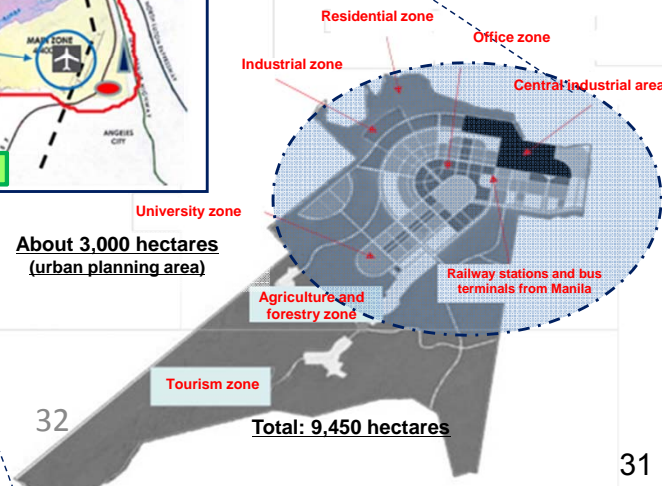 MAIN ZONE
ANGELES
CITY
Residential zone
Office zone
Industrial zone
Central industrial area
University zone
About 3,000 hectares
(urban planning area)
Railway stations and bus
terminals from Manila
Agriculture and
forestry zone
Tourism zone
32
Total: 9,450 hectares
31